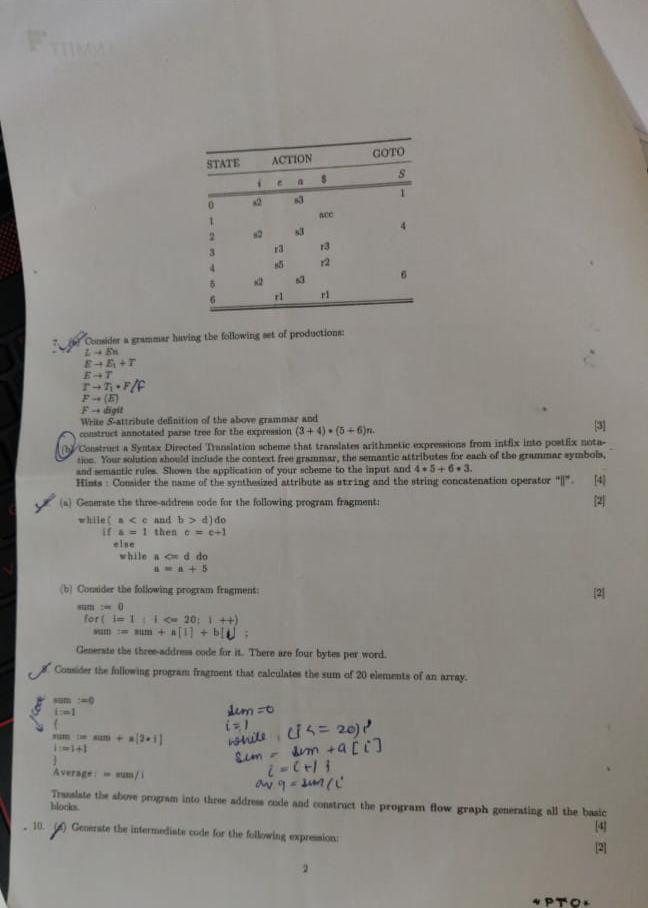 STATE ACTION GOTO
i e a $ S
0 s2 s3 1
1 acc
2 s2 s3 4
3 r3 r3
4 s5 r2
5 s2 s3 6
6 r1 r1
7. (a) Consider a grammar having the following set of productions:
L → En
E → E₁ + T
E → T
T → T₁ * F/F
F → (E)
F → digit
Write S-attribute definition of the above grammar and
construct annotated parse tree for the expression (3 + 4) * (5 + 6)n. [3]
(b) Construct a Syntax Directed Translation scheme that translates arithmetic expressions from intfix into postfix nota-
tion. Your solution should include the context free grammar, the semantic attributes for each of the grammar symbols,
and semantic rules. Shown the application of your scheme to the input and 4 * 5 + 6 * 3.
Hints : Consider the name of the synthesized attribute as string and the string concatenation operator "||". [4]
(a) Generate the three-address code for the following program fragment: [2]
while( a < c and b > d)do
if a = 1 then c = c+1
else
while a <= d do
a = a + 5
(b) Consider the following program fragment: [2]
sum := 0
for( i= 1 ; i <= 20; i ++)
sum := sum + a[i] + b[i] ;
Generate the three-address code for it. There are four bytes per word.
Consider the following program fragment that calculates the sum of 20 elements of an array.
sum :=0
i:=1
{
sum := sum + a[2*i]
i:=i+1
}
Average: = sum/i
sum =0
i=1
while (i <= 20){
sum = sum +a[i]
i = i+1 }
avg = sum/i
Translate the above program into three address code and construct the program flow graph generating all the basic
blocks. [4]
10. (a) Generate the intermediate code for the following expression: [2]
2
*PTO*